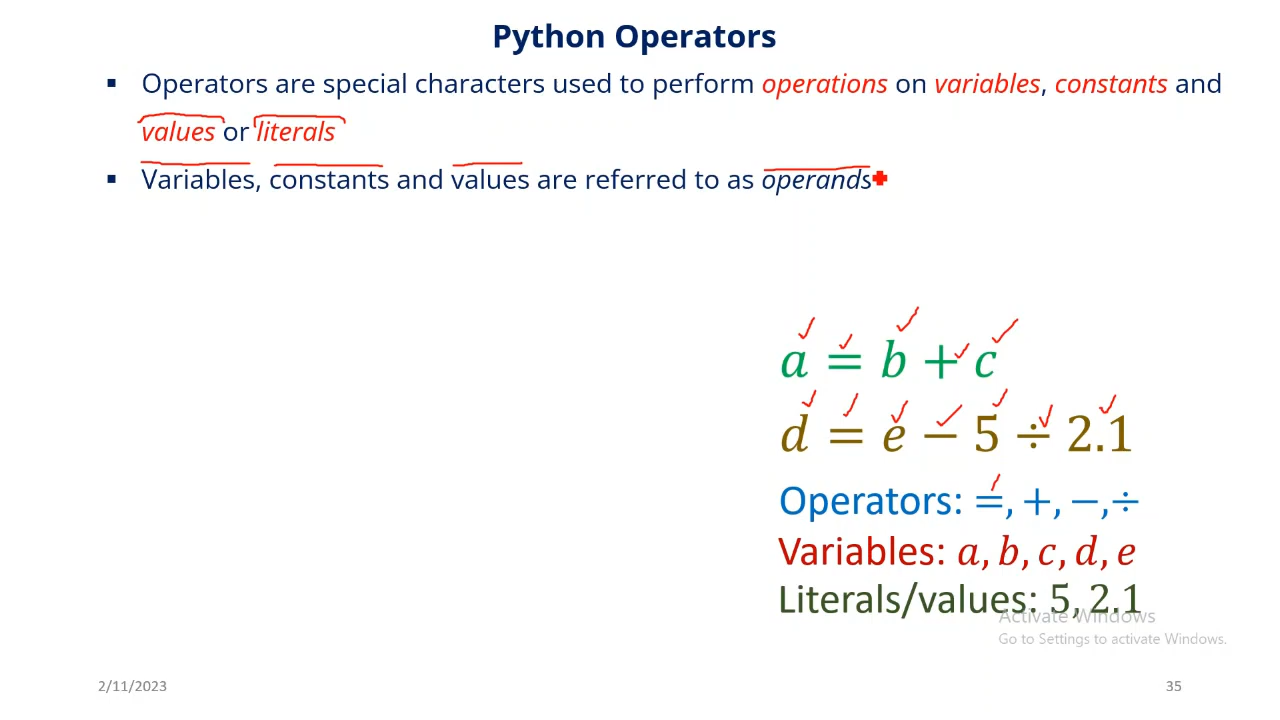 Python Operators
▪ Operators are special characters used to perform operations on variables, constants and
values or literals
▪ Variables, constants and values are referred to as operands
a = b + c
d = e − 5 ÷ 2.1
Operators: =, +, −,÷
Variables: a, b, c, d, e
Literals/values: 5, 2.1
Activate Windows
Go to Settings to activate Windows.
2/11/2023
35